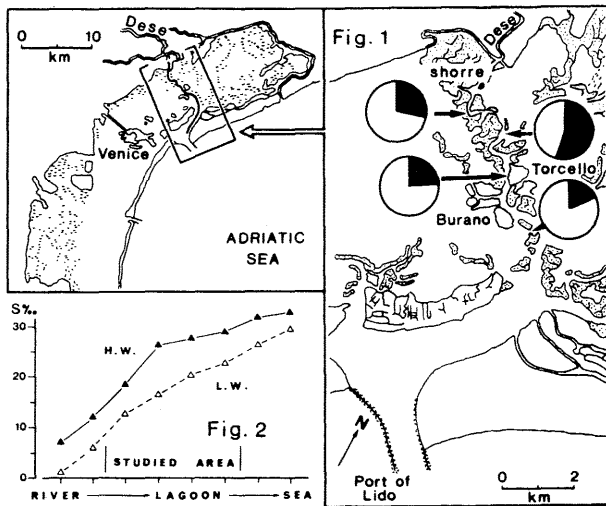 Dese
0 10
km
Venice
ADRIATIC
SEA
Fig. 1
Dese
shorre
Torcello
Burano
N
Port of
Lido
0 2
km
S‰
30
20
10
0
H.W.
L.W.
Fig. 2
STUDIED AREA
RIVER LAGOON SEA